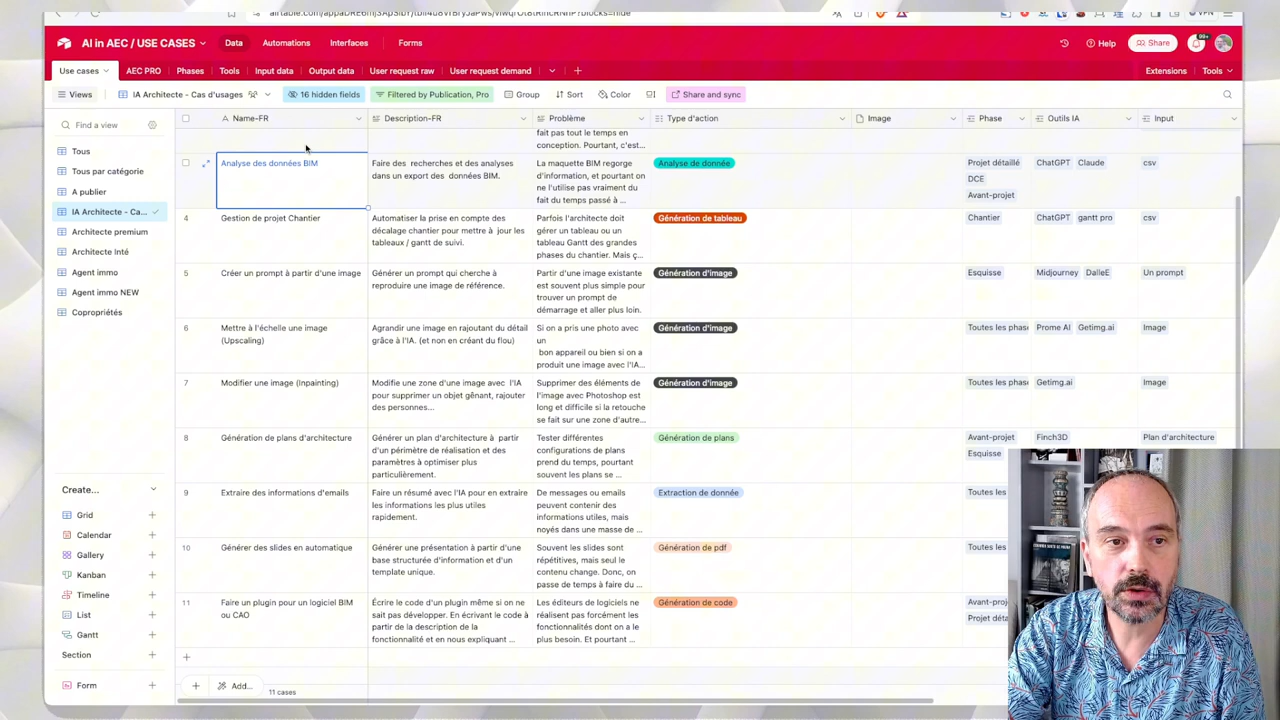 AI in AEC / USE CASES
Data
Automations
Interfaces
Forms
Help
Share
99+
Use cases
AEC PRO
Phases
Tools
Input data
Output data
User request raw
User request demand
Extensions
Tools
Views
IA Architecte - Cas d'usages
16 hidden fields
Filtered by Publication, Pro
Group
Sort
Color
Share and sync
Find a view
Tous
Tous par catégorie
A publier
IA Architecte - Ca...
Architecte premium
Architecte Inté
Agent immo
Agent immo NEW
Copropriétés
Create...
Grid
Calendar
Gallery
Kanban
Timeline
List
Gantt
Section
Form
Name-FR
Description-FR
Problème
Type d'action
Image
Phase
Outils IA
Input
fait pas tout le temps en
conception. Pourtant, c'est...
Analyse des données BIM
Faire des recherches et des analyses
dans un export des données BIM.
La maquette BIM regorge
d'information, et pourtant on
ne l'utilise pas vraiment du
fait du temps passé à ...
Analyse de donnée
Projet détaillé
DCE
Avant-projet
ChatGPT
Claude
csv
4
Gestion de projet Chantier
Automatiser la prise en compte des
décalage chantier pour mettre à jour les
tableaux / gantt de suivi.
Parfois l'architecte doit
gérer un tableau ou un
tableau Gantt des grandes
phases du chantier. Mais ç...
Génération de tableau
Chantier
ChatGPT
gantt pro
csv
5
Créer un prompt à partir d'une image
Générer un prompt qui cherche à
reproduire une image de référence.
Partir d'une image existante
est souvent plus simple pour
trouver un prompt de
démarrage et aller plus loin.
Génération d'image
Esquisse
Midjourney
DalleE
Un prompt
6
Mettre à l'échelle une image
(Upscaling)
Agrandir une image en rajoutant du détail
grâce à l'IA. (et non en créant du flou)
Si on a pris une photo avec
un
bon appareil ou bien si on a
produit une image avec l'IA...
Génération d'image
Toutes les phase
Prome AI
Getimg.ai
Image
7
Modifier une image (Inpainting)
Modifie une zone d'une image avec l'IA
pour supprimer un objet gênant, rajouter
des personnes...
Supprimer des éléments de
l'image avec Photoshop est
long et difficile si la retouche
se fait sur une zone d'autre...
Génération d'image
Toutes les phase
Getimg.ai
Image
8
Génération de plans d'architecture
Générer un plan d'architecture à partir
d'un périmètre de réalisation et des
paramètres à optimiser plus
particulièrement.
Tester différentes
configurations de plans
prend du temps, pourtant
souvent les plans se ...
Génération de plans
Avant-projet
Esquisse
Finch3D
Plan d'architecture
9
Extraire des informations d'emails
Faire un résumé avec l'IA pour en extraire
les informations les plus utiles
rapidement.
De messages ou emails
peuvent contenir des
informations utiles, mais
noyés dans une masse de ...
Extraction de donnée
Toutes les
10
Générer des slides en automatique
Générer une présentation à partir d'une
base structurée d'information et d'un
template unique.
Souvent les slides sont
répétitives, mais seul le
contenu change. Donc, on
passe de temps à faire du ...
Génération de pdf
Toutes les
11
Faire un plugin pour un logiciel BIM
ou CAO
Écrire le code d'un plugin même si on ne
sait pas développer. En écrivant le code à
partir de la description de la
fonctionnalité et en nous expliquant ...
Les éditeurs de logiciels ne
réalisent pas forcément les
fonctionnalités dont on a le
plus besoin. Et pourtant ...
Génération de code
Avant-proj
Projet déta
Add...
11 cases